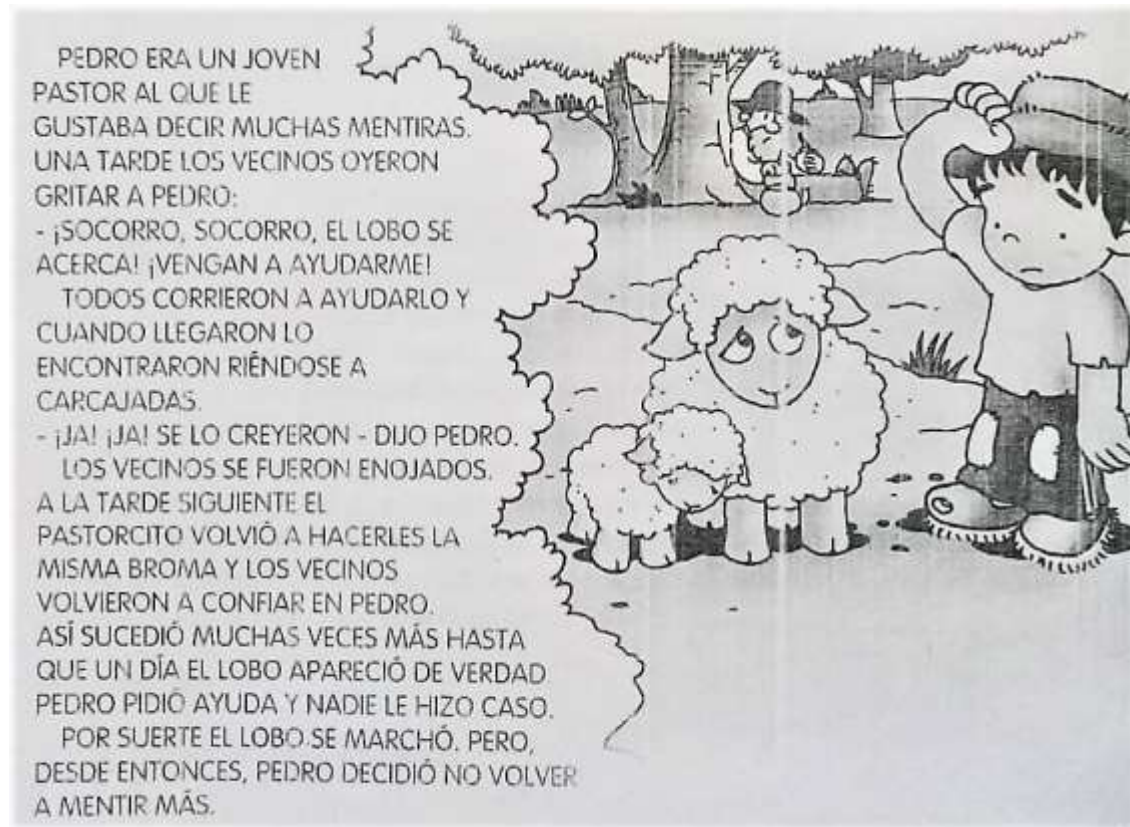 PEDRO ERA UN JOVEN
PASTOR AL QUE LE
GUSTABA DECIR MUCHAS MENTIRAS.
UNA TARDE LOS VECINOS OYERON
GRITAR A PEDRO:
- ¡SOCORRO, SOCORRO, EL LOBO SE
ACERCA! ¡VENGAN A AYUDARME!
TODOS CORRIERON A AYUDARLO Y
CUANDO LLEGARON LO
ENCONTRARON RIÉNDOSE A
CARCAJADAS.
- ¡JA! ¡JA! SE LO CREYERON - DIJO PEDRO.
LOS VECINOS SE FUERON ENOJADOS.
A LA TARDE SIGUIENTE EL
PASTORCITO VOLVIÓ A HACERLES LA
MISMA BROMA Y LOS VECINOS
VOLVIERON A CONFIAR EN PEDRO.
ASÍ SUCEDIÓ MUCHAS VECES MÁS HASTA
QUE UN DÍA EL LOBO APARECIÓ DE VERDAD
PEDRO PIDIÓ AYUDA Y NADIE LE HIZO CASO.
POR SUERTE EL LOBO SE MARCHÓ. PERO,
DESDE ENTONCES, PEDRO DECIDIÓ NO VOLVER
A MENTIR MÁS.